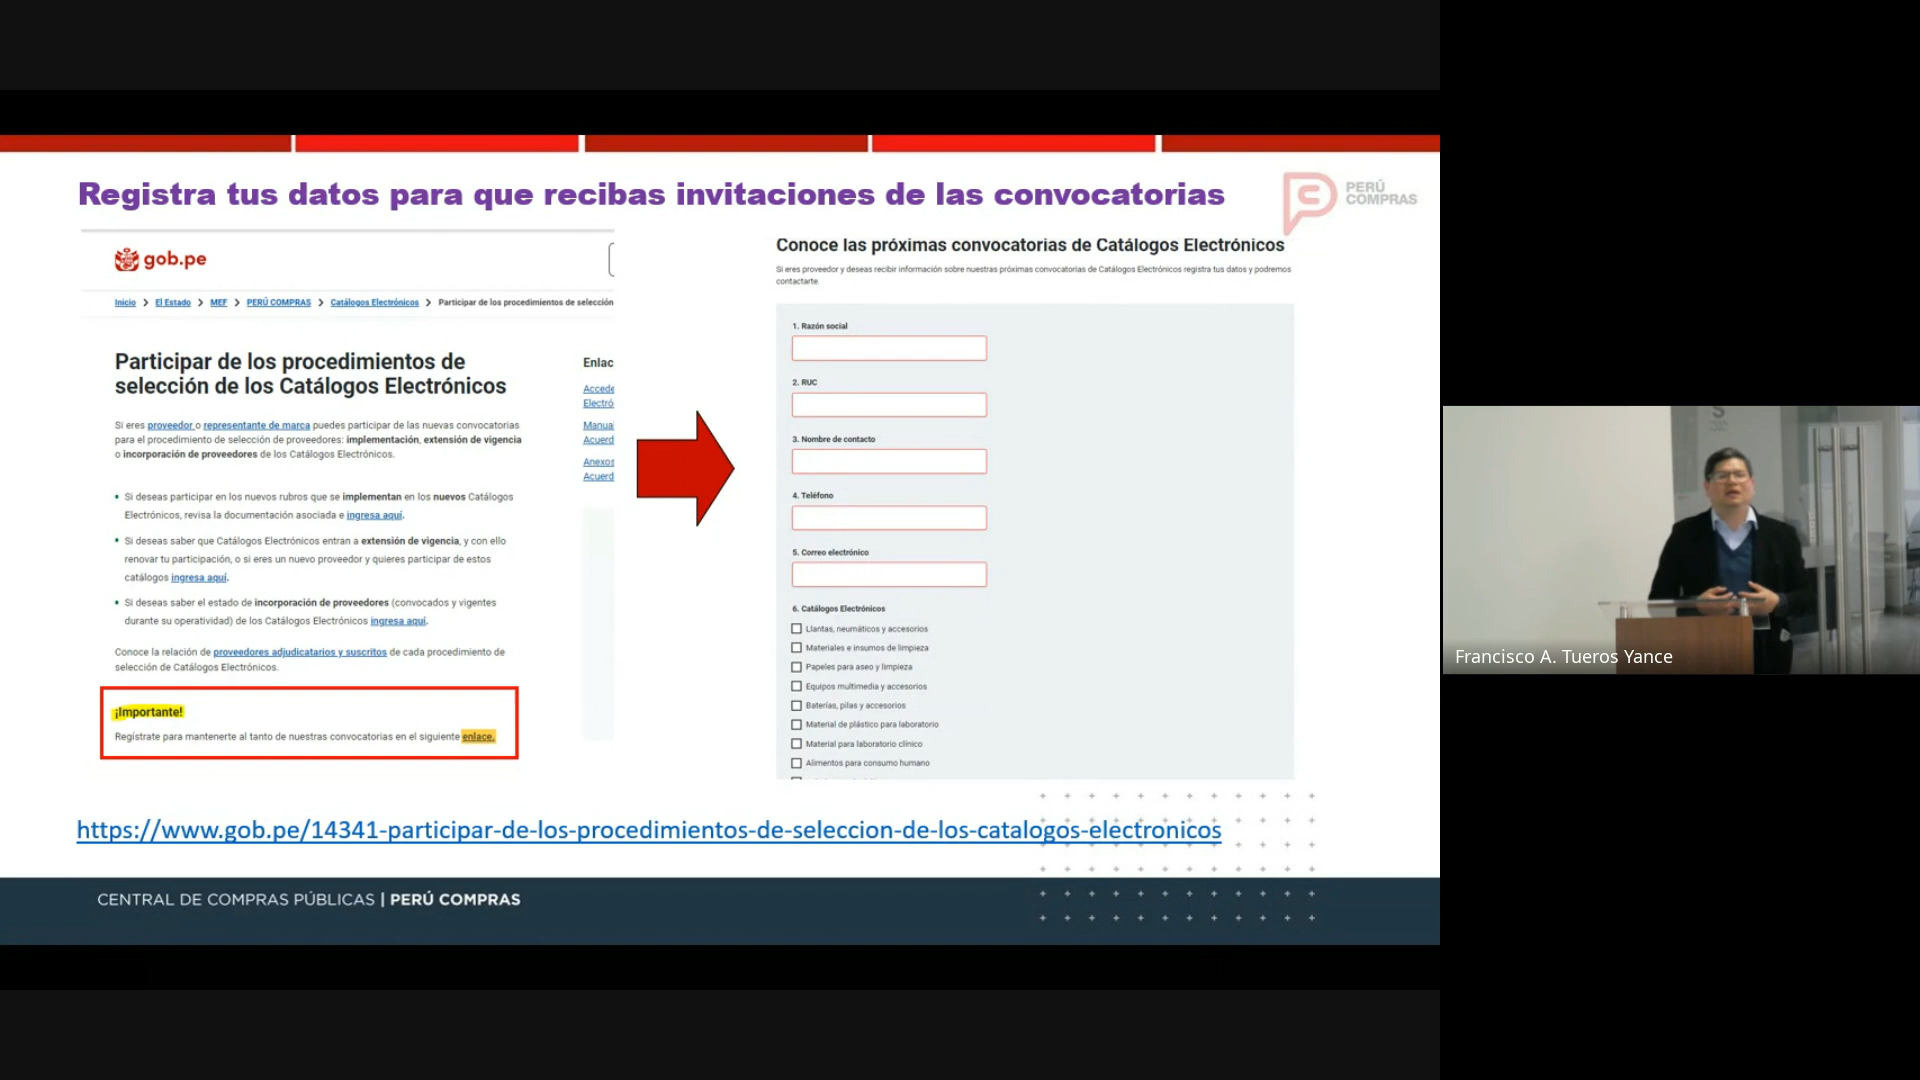 Registra tus datos para que recibas invitaciones de las convocatorias
PERÚ
COMPRAS
gob.pe
Inicio > El Estado > MEF > PERÚ COMPRAS > Catálogos Electrónicos > Participar de los procedimientos de selección
Participar de los procedimientos de
selección de los Catálogos Electrónicos
Si eres proveedor o representante de marca puedes participar de las nuevas convocatorias
para el procedimiento de selección de proveedores: implementación, extensión de vigencia
o incorporación de proveedores de los Catálogos Electrónicos.
• Si deseas participar en los nuevos rubros que se implementan en los nuevos Catálogos
Electrónicos, revisa la documentación asociada e ingresa aquí.
• Si deseas saber que Catálogos Electrónicos entran a extensión de vigencia, y con ello
renovar tu participación, o si eres un nuevo proveedor y quieres participar de estos
catálogos ingresa aquí.
• Si deseas saber el estado de incorporación de proveedores (convocados y vigentes
durante su operatividad) de los Catálogos Electrónicos ingresa aquí.
Conoce la relación de proveedores adjudicatarios y suscritos de cada procedimiento de
selección de Catálogos Electrónicos.
¡Importante!
Regístrate para mantenerte al tanto de nuestras convocatorias en el siguiente enlace.
Enlac
Accede
Electró
Manual
Acuerd
Anexos
Acuerd
Conoce las próximas convocatorias de Catálogos Electrónicos
Si eres proveedor y deseas recibir información sobre nuestras próximas convocatorias de Catálogos Electrónicos registra tus datos y podremos
contactarte.
1. Razón social
2. RUC
3. Nombre de contacto
4. Teléfono
5. Correo electrónico
6. Catálogos Electrónicos
Llantas, neumáticos y accesorios
Materiales e insumos de limpieza
Papeles para aseo y limpieza
Equipos multimedia y accesorios
Baterías, pilas y accesorios
Material de plástico para laboratorio
Material para laboratorio clínico
Alimentos para consumo humano
https://www.gob.pe/14341-participar-de-los-procedimientos-de-seleccion-de-los-catalogos-electronicos
CENTRAL DE COMPRAS PÚBLICAS | PERÚ COMPRAS
Francisco A. Tueros Yance